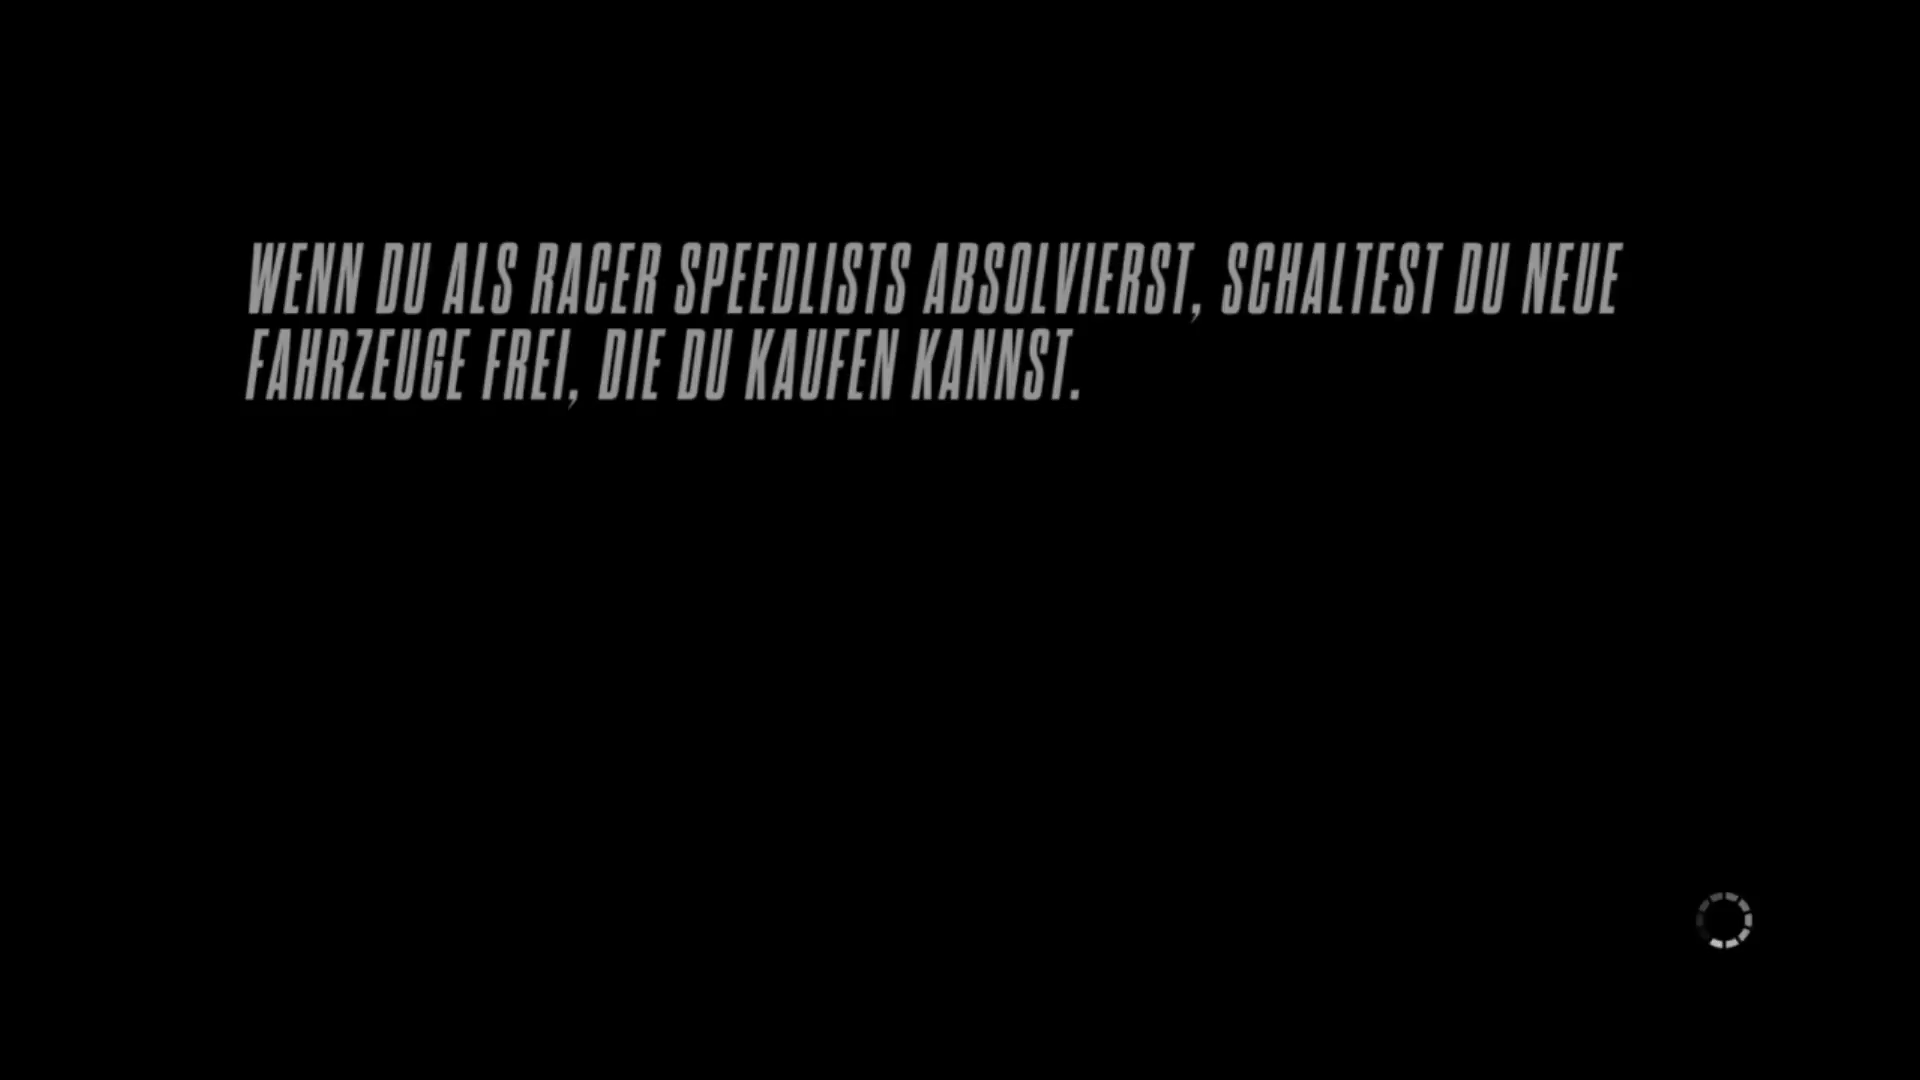 WENN DU ALS RACER SPEEDLISTS ABSOLVIERST, SCHALTEST DU NEUE
FAHRZEUGE FREI, DIE DU KAUFEN KANNST.